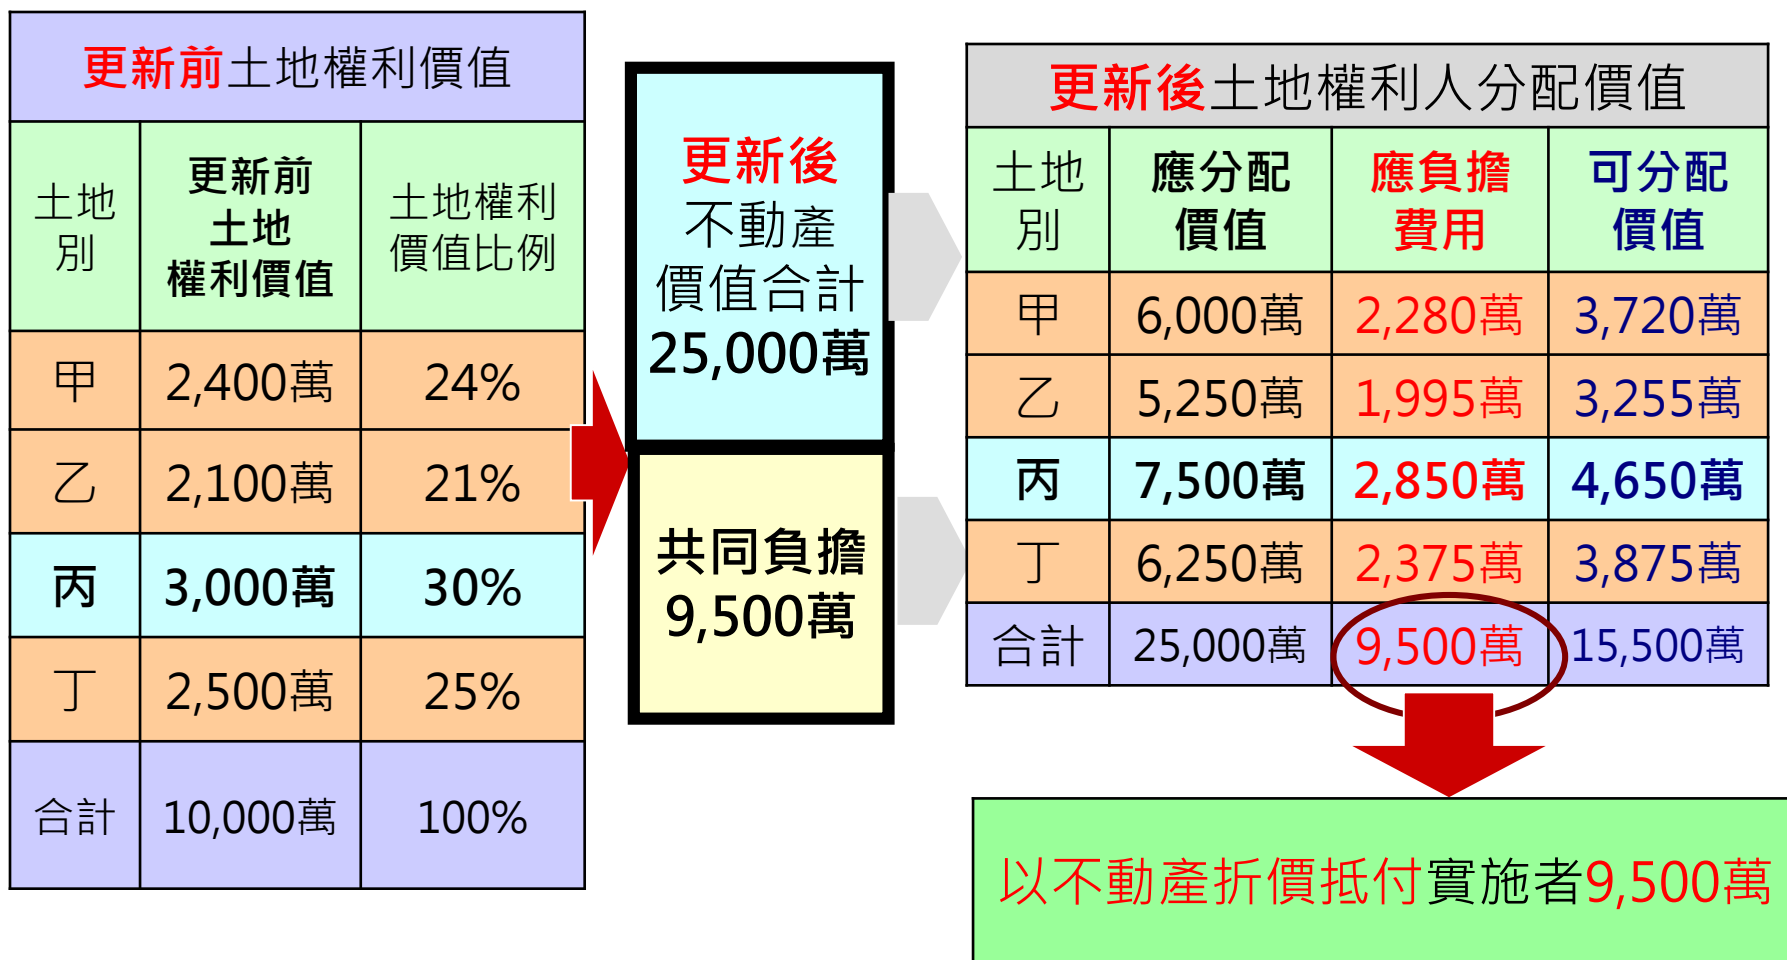 更新前土地權利價值
土地別 更新前土地權利價值 土地權利價值比例
甲 2,400萬 24%
乙 2,100萬 21%
丙 3,000萬 30%
丁 2,500萬 25%
合計 10,000萬 100%
更新後
不動產
價值合計
25,000萬
共同負擔
9,500萬
更新後土地權利人分配價值
土地別 應分配價值 應負擔費用 可分配價值
甲 6,000萬 2,280萬 3,720萬
乙 5,250萬 1,995萬 3,255萬
丙 7,500萬 2,850萬 4,650萬
丁 6,250萬 2,375萬 3,875萬
合計 25,000萬 9,500萬 15,500萬
以不動產折價抵付實施者9,500萬